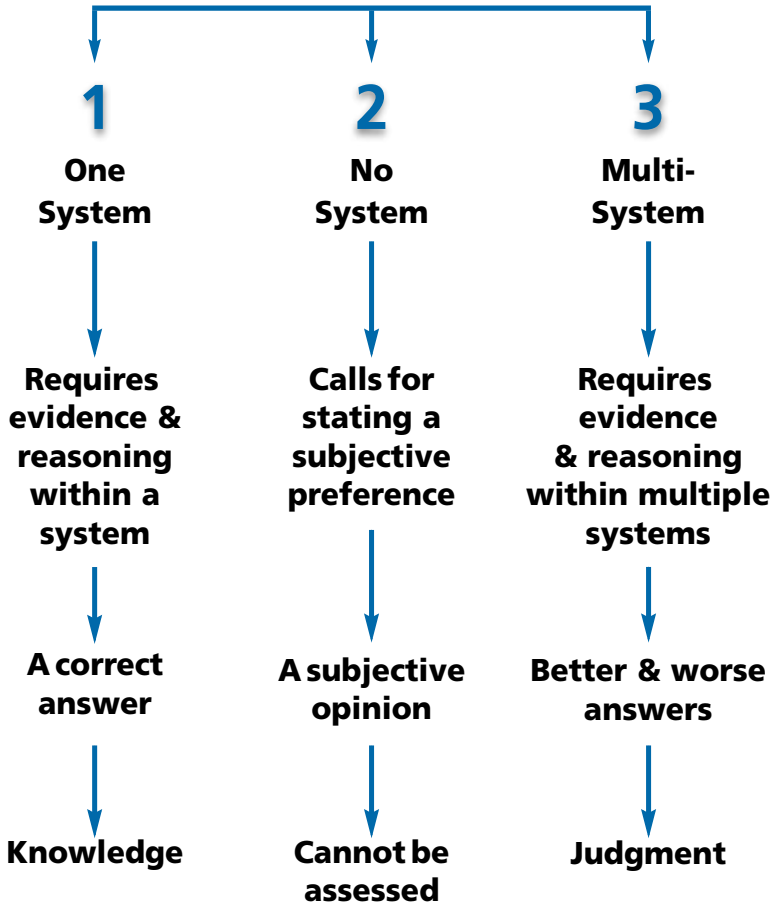 1
One
System
Requires
evidence &
reasoning
within a
system
A correct
answer
Knowledge
2
No
System
Calls for
stating a
subjective
preference
A subjective
opinion
Cannot be
assessed
3
Multi-
System
Requires
evidence
& reasoning
within multiple
systems
Better & worse
answers
Judgment